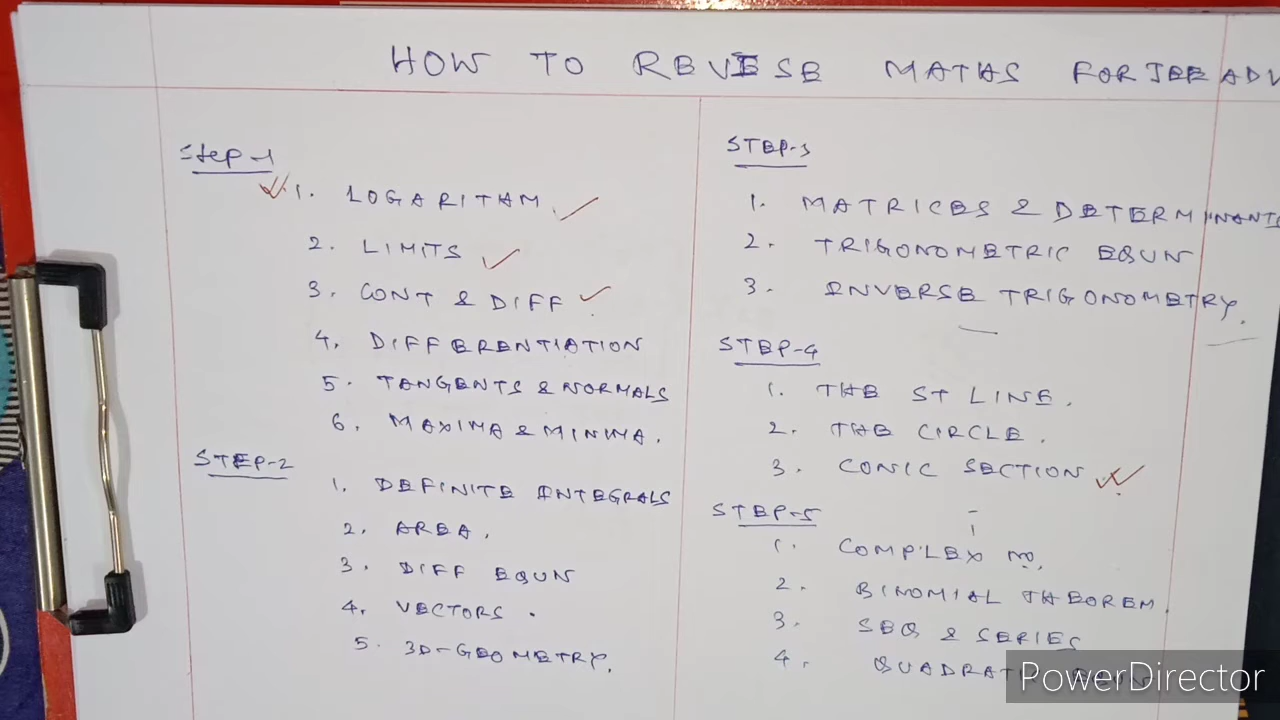 HOW TO REVISE MATHS FOR JEE ADV
Step-1
1. LOGARITHM
2. LIMITS
3. CONT & DIFF
4. DIFFERENTIATION
5. TANGENTS & NORMALS
6. MAXIMA & MINIMA.
STEP-2
1. DEFINITE INTEGRALS
2. AREA.
3. DIFF EQUN
4. VECTORS.
5. 3D-GEOMETRY.
STEP-3
1. MATRICES & DETERMINANTS
2. TRIGONOMETRIC EQUN
3. INVERSE TRIGONOMETRY.
STEP-4
1. THE ST LINE.
2. THE CIRCLE.
3. CONIC SECTION
STEP-5
1. COMPLEX no.
2. BINOMIAL THEOREM.
3. SEQ & SERIES
4. QUADRATIC
PowerDirector